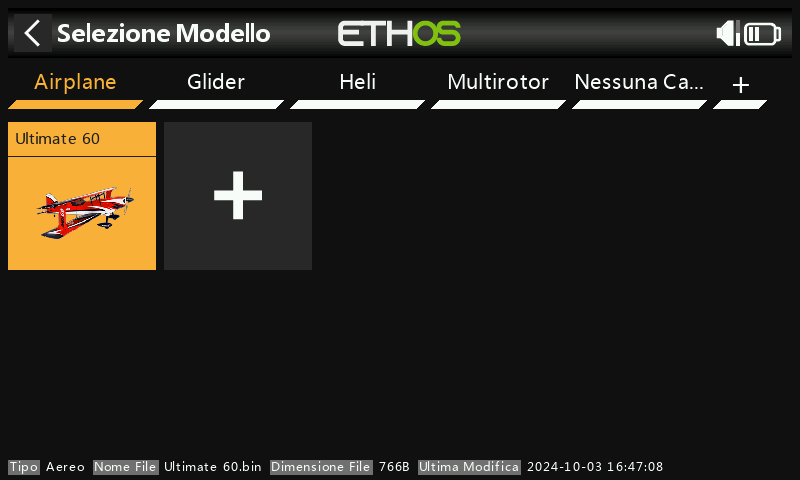 Selezione Modello ETHOS
Airplane Glider Heli Multirotor Nessuna Ca... +
Ultimate 60
Tipo Aereo Nome File Ultimate 60.bin Dimensione File 766B Ultima Modifica 2024-10-03 16:47:08